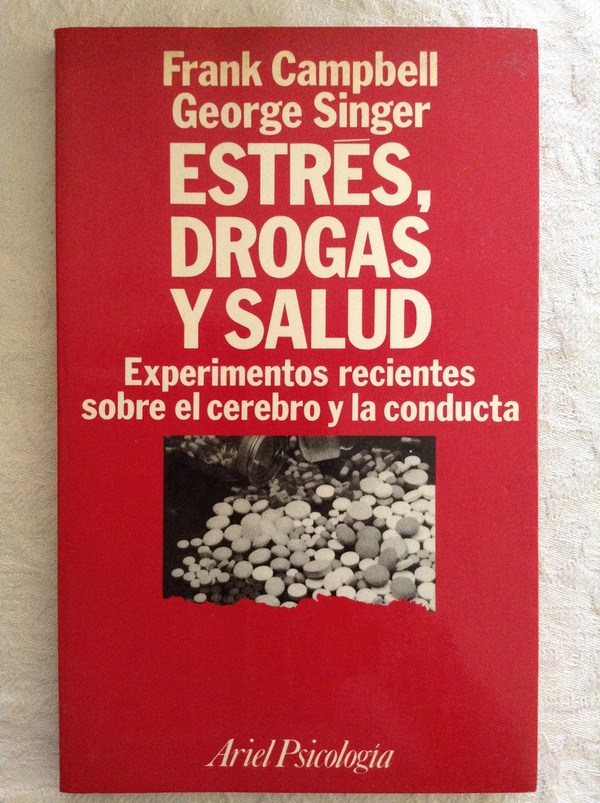 Frank Campbell
George Singer
ESTRÉS,
DROGAS
Y SALUD
Experimentos recientes
sobre el cerebro y la conducta
Ariel Psicología